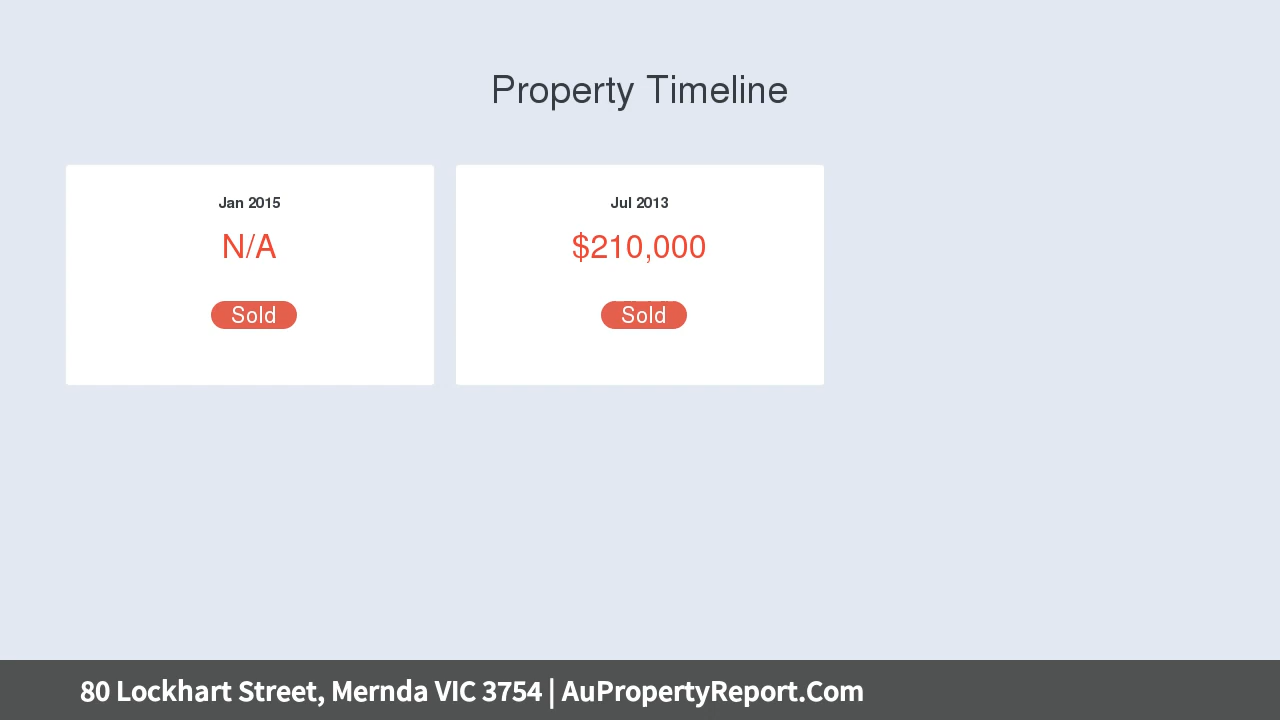 Property Timeline
Jan 2015
N/A
Sold
Jul 2013
$210,000
Sold
80 Lockhart Street, Mernda VIC 3754 | AuPropertyReport.Com